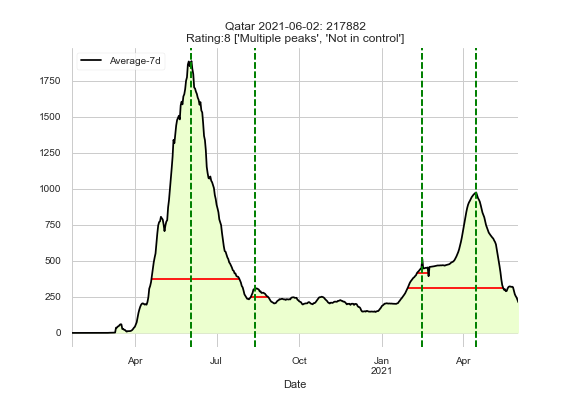 Qatar 2021-06-02: 217882
Rating:8 ['Multiple peaks', 'Not in control']
Average-7d
1750
1500
1250
1000
750
500
250
0
Apr
Jul
Oct
Jan
2021
Apr
Date